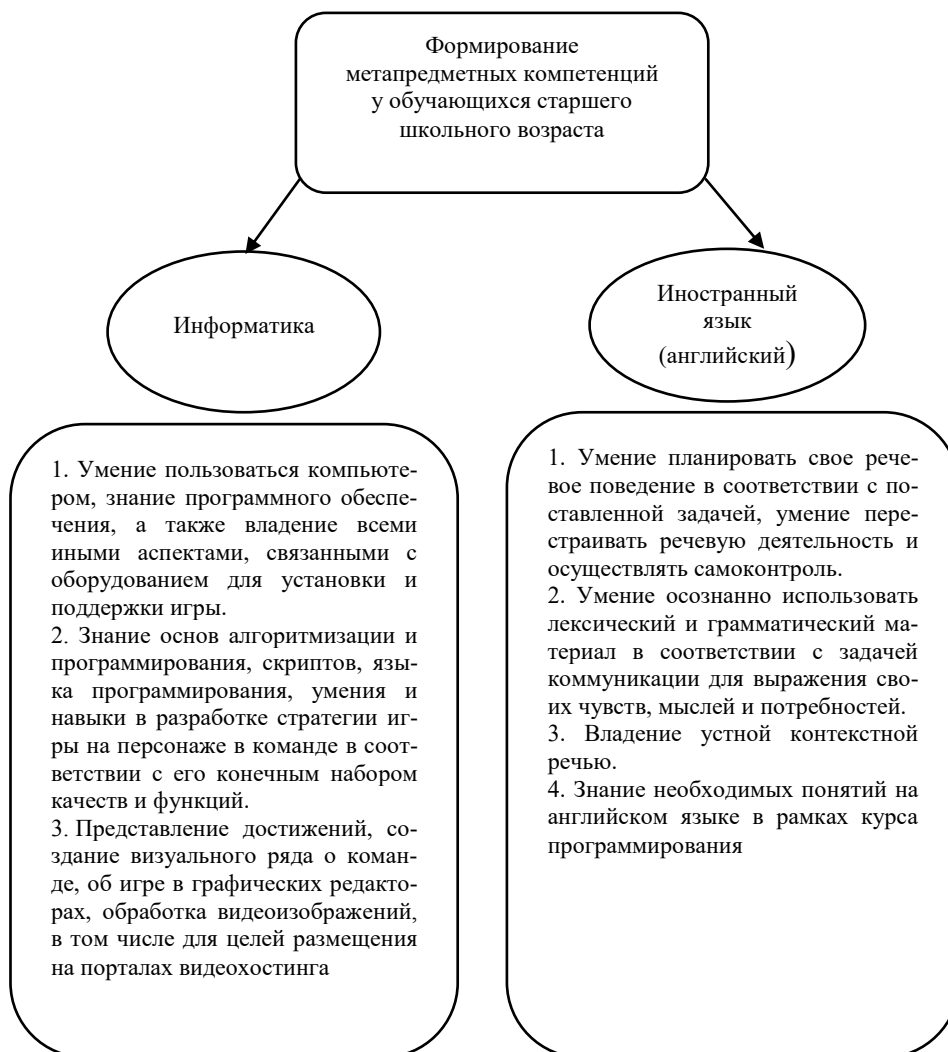 Формирование
метапредметных компетенций
у обучающихся старшего
школьного возраста
Информатика
Иностранный
язык
(английский)
1. Умение пользоваться компьюте-
ром, знание программного обеспе-
чения, а также владение всеми
иными аспектами, связанными с
оборудованием для установки и
поддержки игры.
2. Знание основ алгоритмизации и
программирования, скриптов, язы-
ка программирования, умения и
навыки в разработке стратегии иг-
ры на персонаже в команде в соот-
ветствии с его конечным набором
качеств и функций.
3. Представление достижений, со-
здание визуального ряда о коман-
де, об игре в графических редакто-
рах, обработка видеоизображений,
в том числе для целей размещения
на порталах видеохостинга
1. Умение планировать свое рече-
вое поведение в соответствии с по-
ставленной задачей, умение пере-
страивать речевую деятельность и
осуществлять самоконтроль.
2. Умение осознанно использовать
лексический и грамматический ма-
териал в соответствии с задачей
коммуникации для выражения сво-
их чувств, мыслей и потребностей.
3. Владение устной контекстной
речью.
4. Знание необходимых понятий на
английском языке в рамках курса
программирования